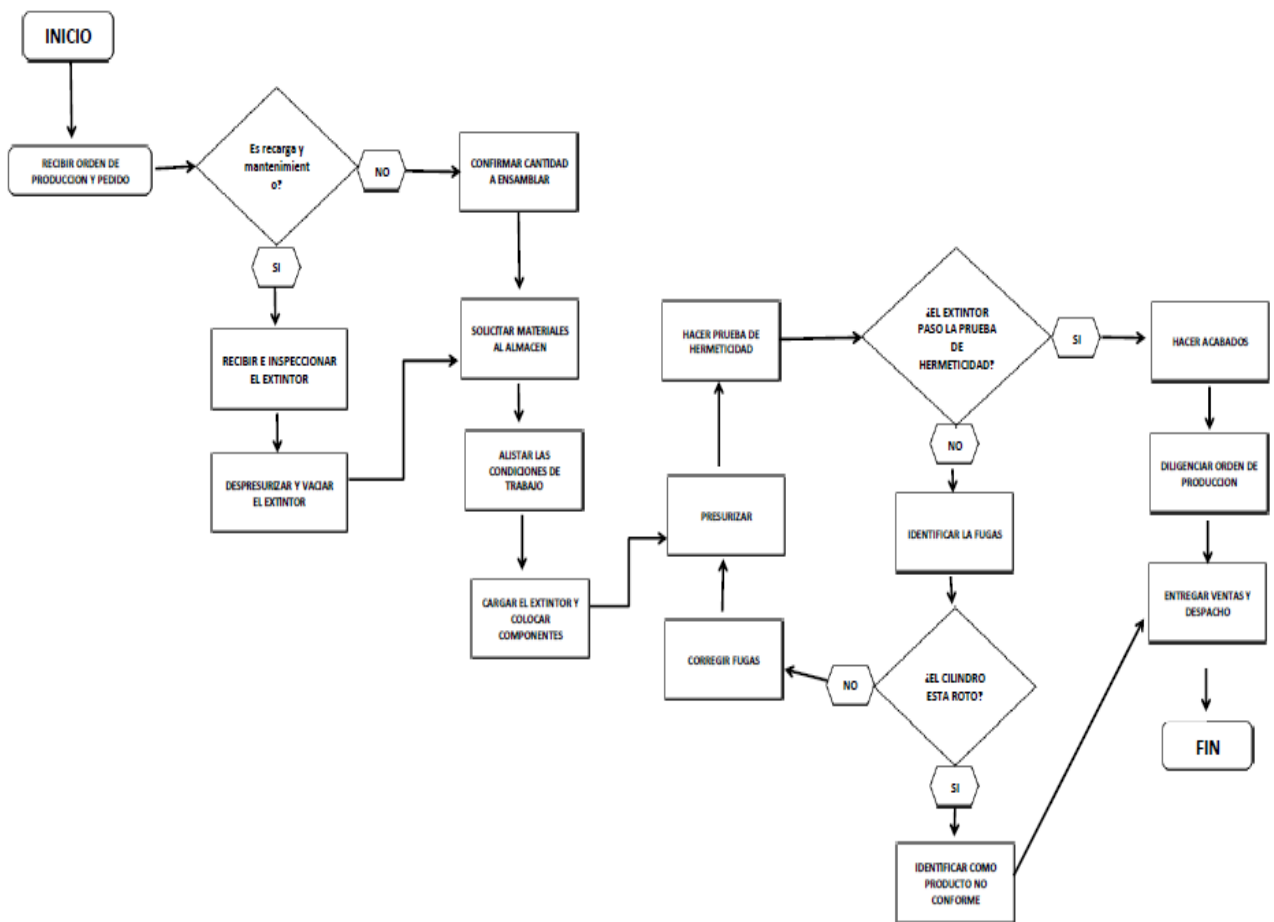 INICIO
RECIBIR ORDEN DE
PRODUCCION Y PEDIDO
Es recarga y
mantenimient
o?
NO
CONFIRMAR CANTIDAD
A ENSAMBLAR
SI
RECIBIR E INSPECCIONAR
EL EXTINTOR
DESPRESURIZAR Y VACIAR
EL EXTINTOR
SOLICITAR MATERIALES
AL ALMACEN
ALISTAR LAS
CONDICIONES DE
TRABAJO
CARGAR EL EXTINTOR Y
COLOCAR
COMPONENTES
PRESURIZAR
HACER PRUEBA DE
HERMETICIDAD
¿EL EXTINTOR
PASO LA PRUEBA
DE
HERMETICIDAD?
SI
HACER ACABADOS
DILIGENCIAR ORDEN DE
PRODUCCION
ENTREGAR VENTAS Y
DESPACHO
FIN
NO
IDENTIFICAR LA FUGAS
¿EL CILINDRO
ESTA ROTO?
NO
CORREGIR FUGAS
SI
IDENTIFICAR COMO
PRODUCTO NO
CONFORME